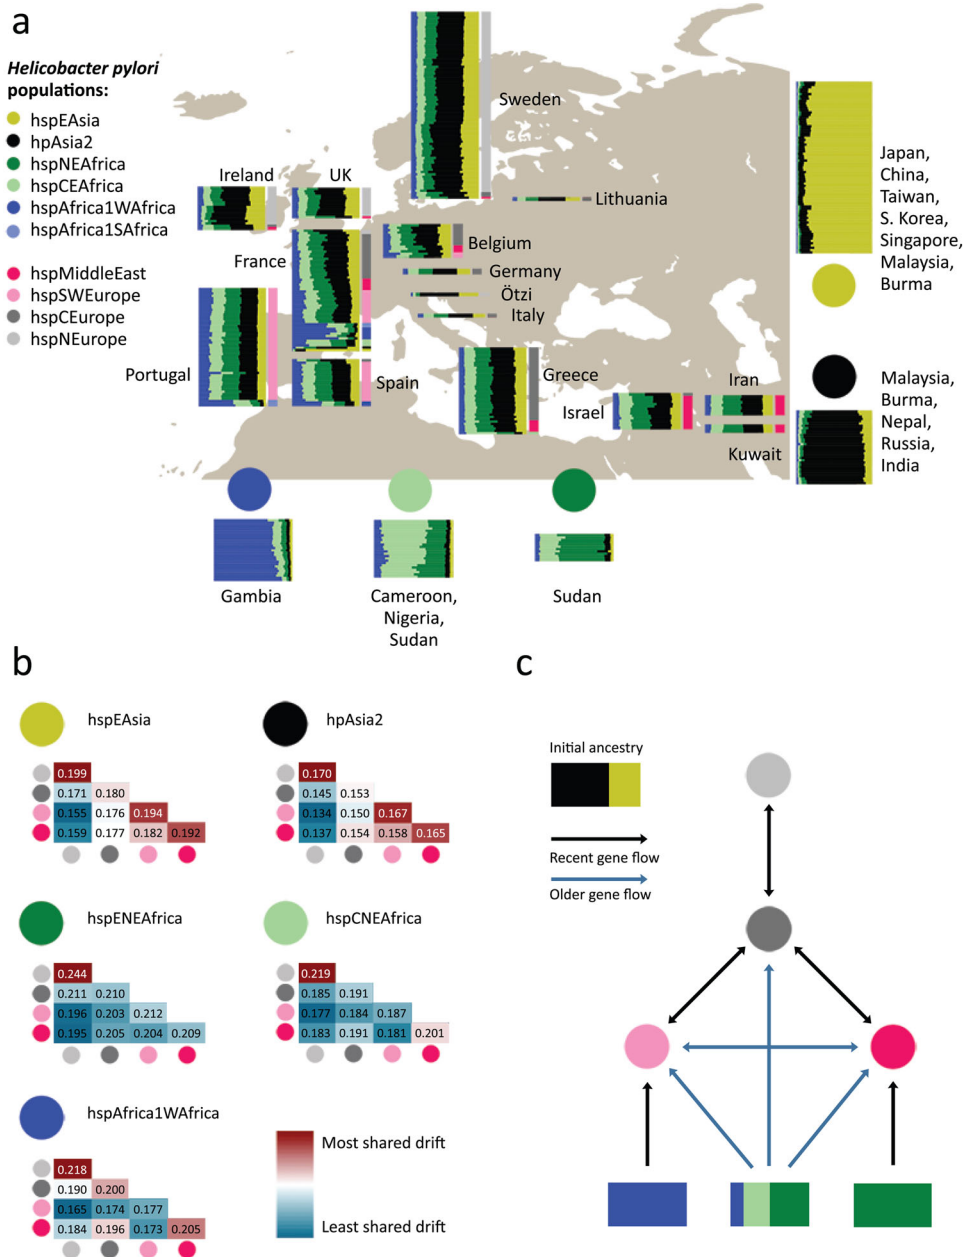 a
Helicobacter pylori
populations:
hspEAsia
hpAsia2
hspNEAfrica
hspCEAfrica
hspAfrica1WAfrica
hspAfrica1SAfrica
hspMiddleEast
hspSWEurope
hspCEurope
hspNEurope
Sweden
Ireland
UK
Lithuania
France
Belgium
Germany
Ötzi
Italy
Portugal
Spain
Greece
Israel
Iran
Kuwait
Japan,
China,
Taiwan,
S. Korea,
Singapore,
Malaysia,
Burma
Malaysia,
Burma,
Nepal,
Russia,
India
Gambia
Cameroon,
Nigeria,
Sudan
Sudan
b
hspEAsia
0.199
0.171 0.180
0.155 0.176 0.194
0.159 0.177 0.182 0.192
hpAsia2
0.170
0.145 0.153
0.134 0.150 0.167
0.137 0.154 0.158 0.165
hspENEAfrica
0.244
0.211 0.210
0.196 0.203 0.212
0.195 0.205 0.204 0.209
hspCNEAfrica
0.219
0.185 0.191
0.177 0.184 0.187
0.183 0.191 0.181 0.201
hspAfrica1WAfrica
0.218
0.190 0.200
0.165 0.174 0.177
0.184 0.196 0.173 0.205
Most shared drift
Least shared drift
c
Initial ancestry
Recent gene flow
Older gene flow